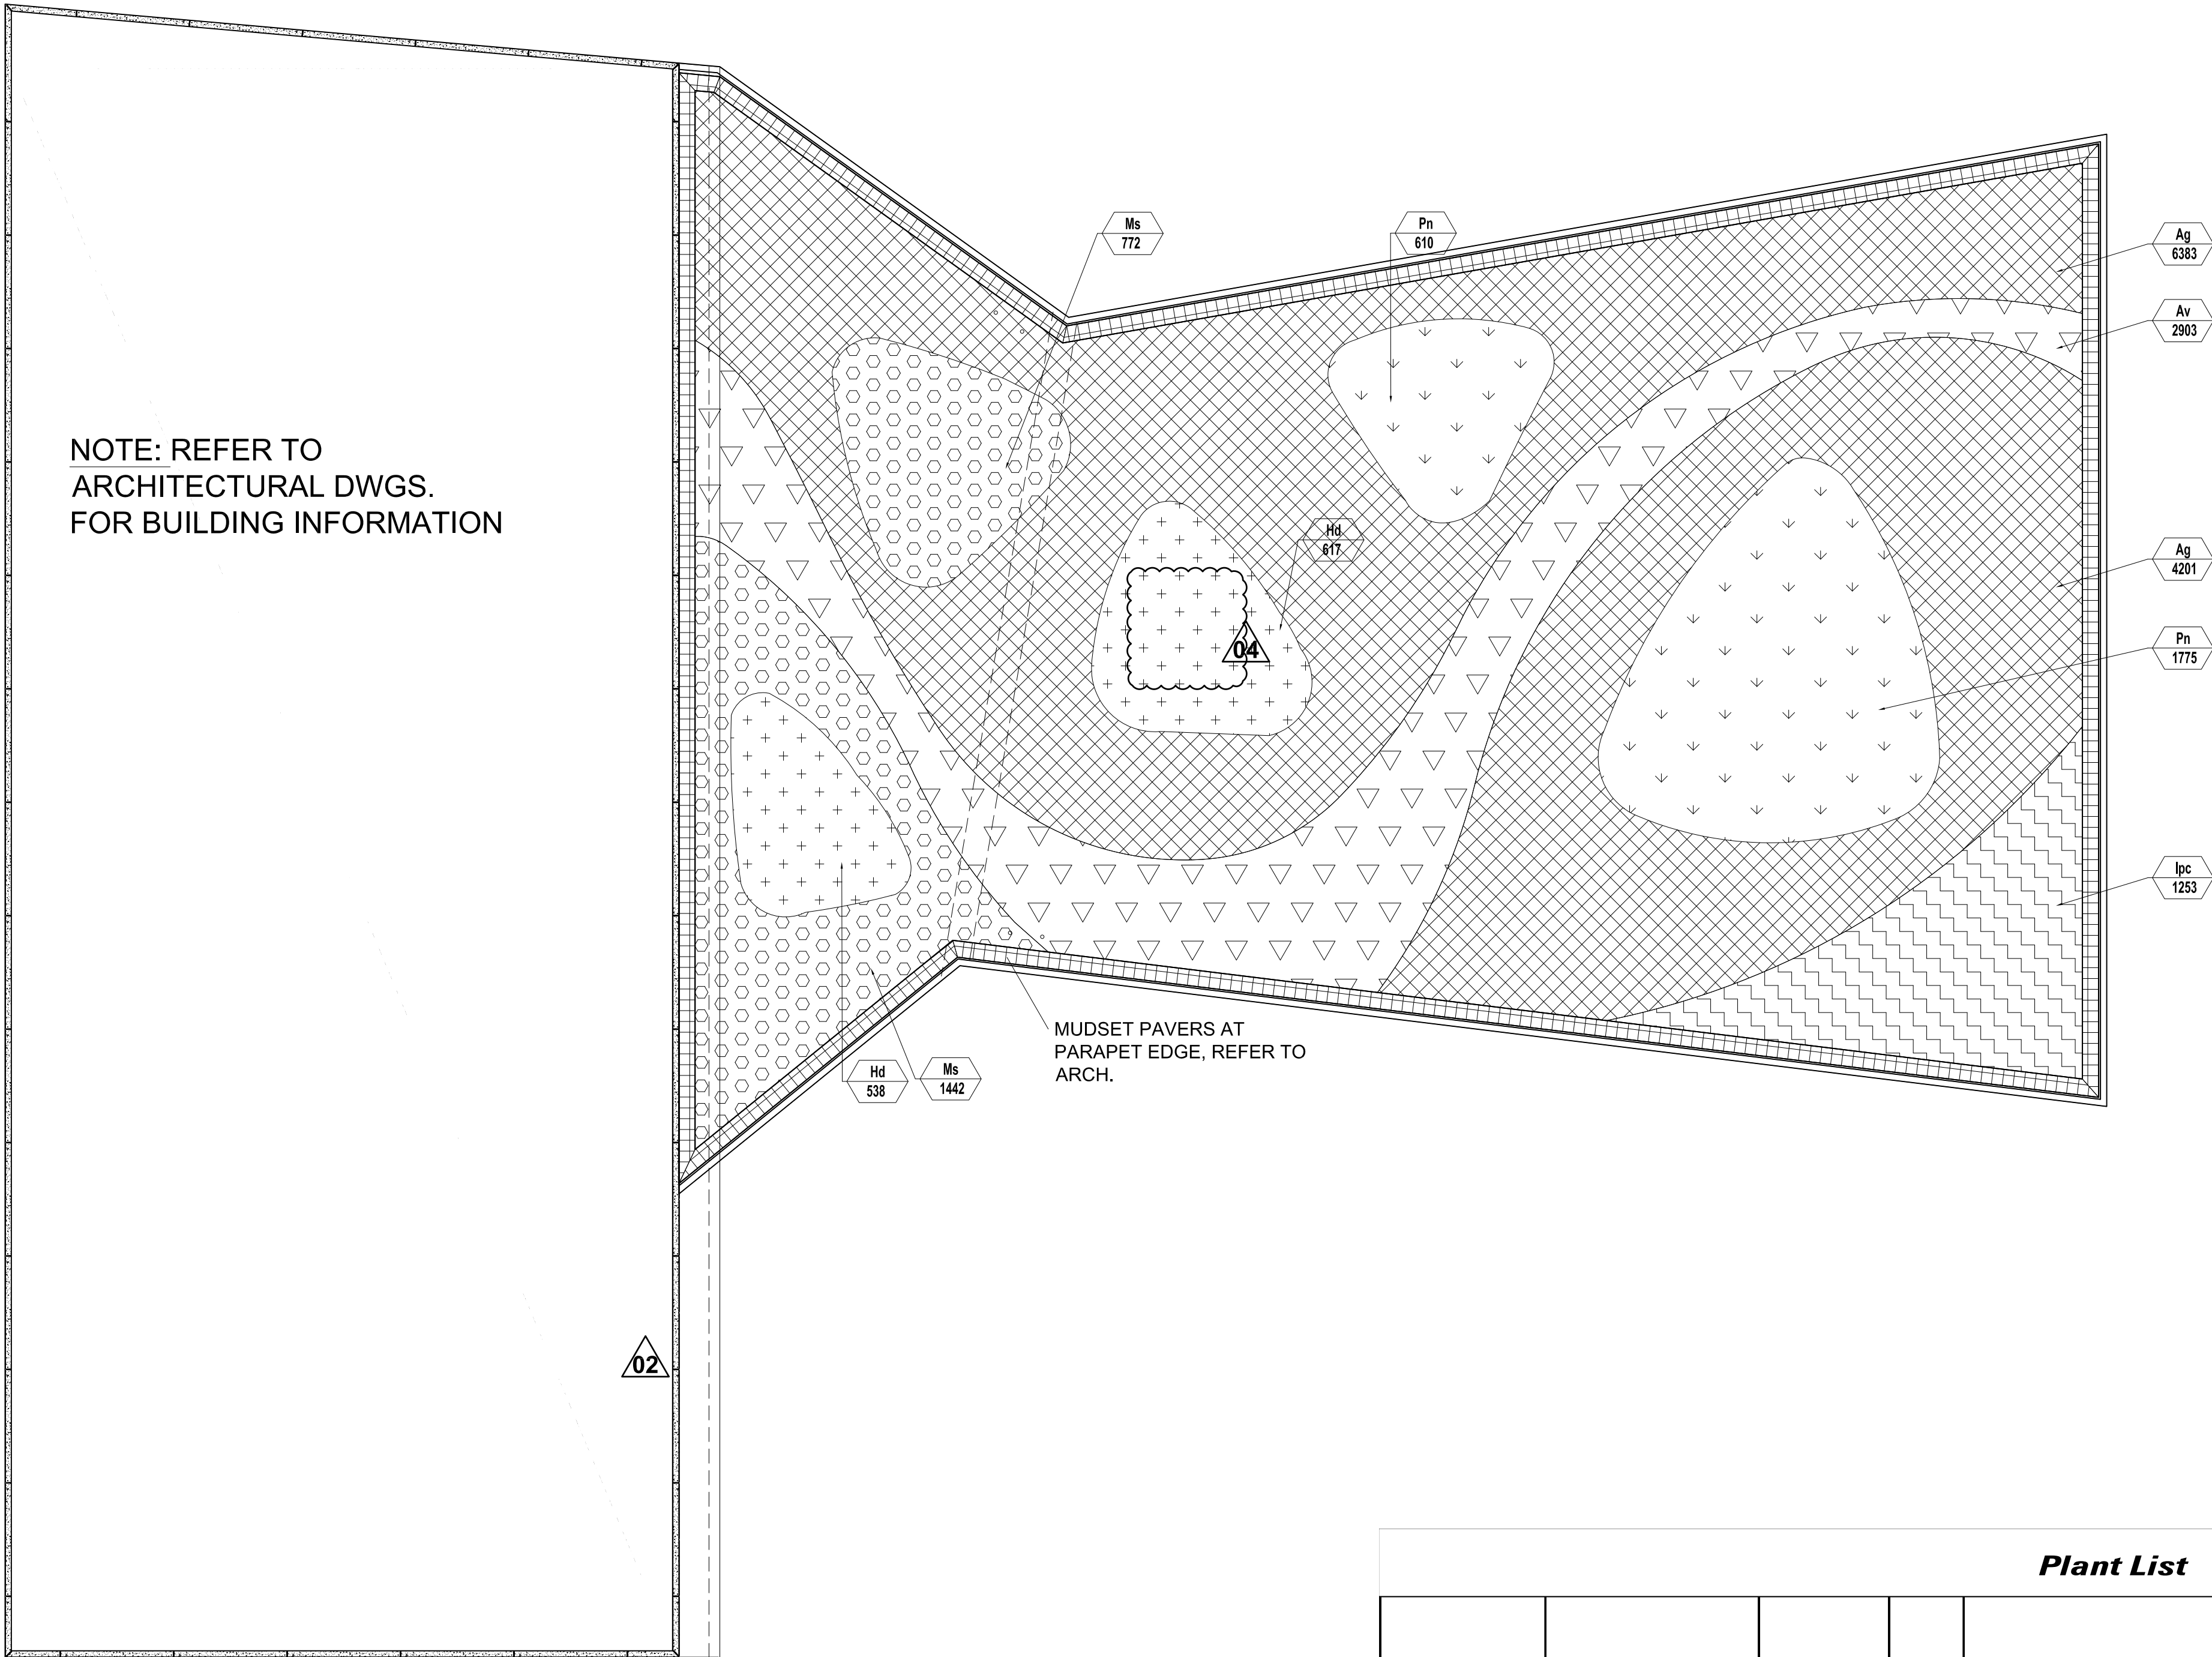 Ms
772
Pn
610
Ag
6383
Av
2903
NOTE: REFER TO
ARCHITECTURAL DWGS.
FOR BUILDING INFORMATION
Hd
617
Ag
4201
04
Pn
1775
Ipc
1253
MUDSET PAVERS AT
PARAPET EDGE, REFER TO
ARCH.
Hd
538
Ms
1442
02
Plant List